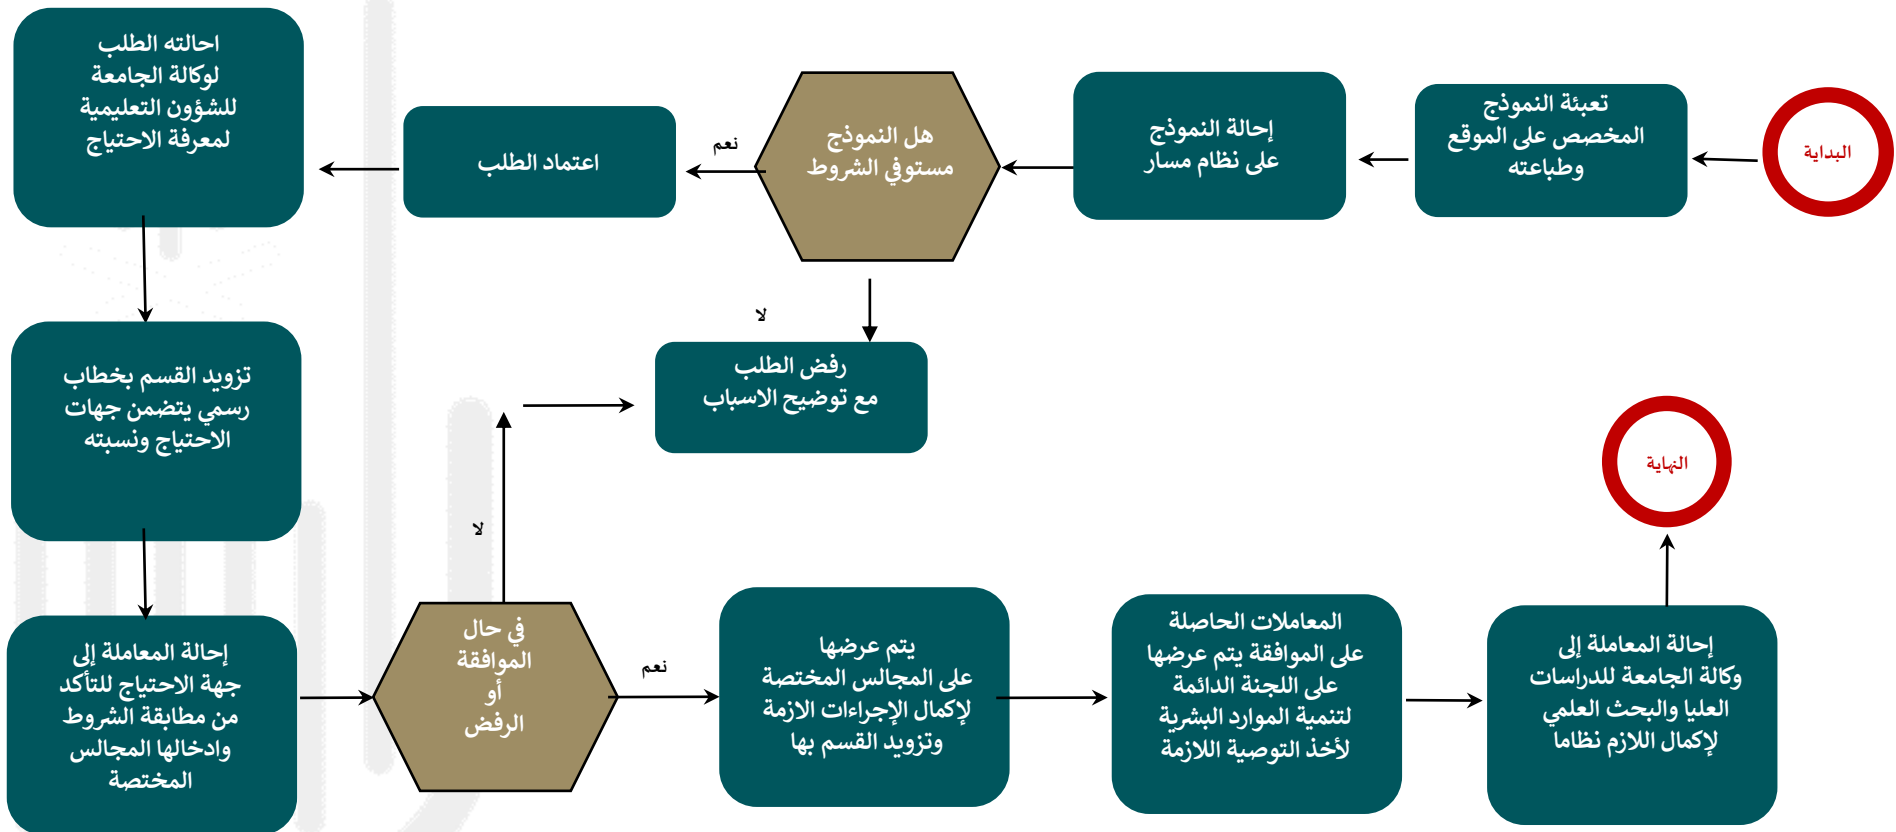 البداية
تعبئة النموذج
المخصص على الموقع
وطباعته
إحالة النموذج
على نظام مسار
هل النموذج
مستوفي الشروط
نعم
اعتماد الطلب
احالته الطلب
لوكالة الجامعة
للشؤون التعليمية
لمعرفة الاحتياج
لا
رفض الطلب
مع توضيح الاسباب
تزويد القسم بخطاب
رسمي يتضمن جهات
الاحتياج ونسبته
إحالة المعاملة إلى
جهة الاحتياج للتأكد
من مطابقة الشروط
وادخالها المجالس
المختصة
في حال
الموافقة
أو
الرفض
لا
نعم
يتم عرضها
على المجالس المختصة
لإكمال الإجراءات الازمة
وتزويد القسم بها
المعاملات الحاصلة
على الموافقة يتم عرضها
على اللجنة الدائمة
لتنمية الموارد البشرية
لأخذ التوصية اللازمة
إحالة المعاملة إلى
وكالة الجامعة للدراسات
العليا والبحث العلمي
لإكمال اللازم نظاما
النهاية